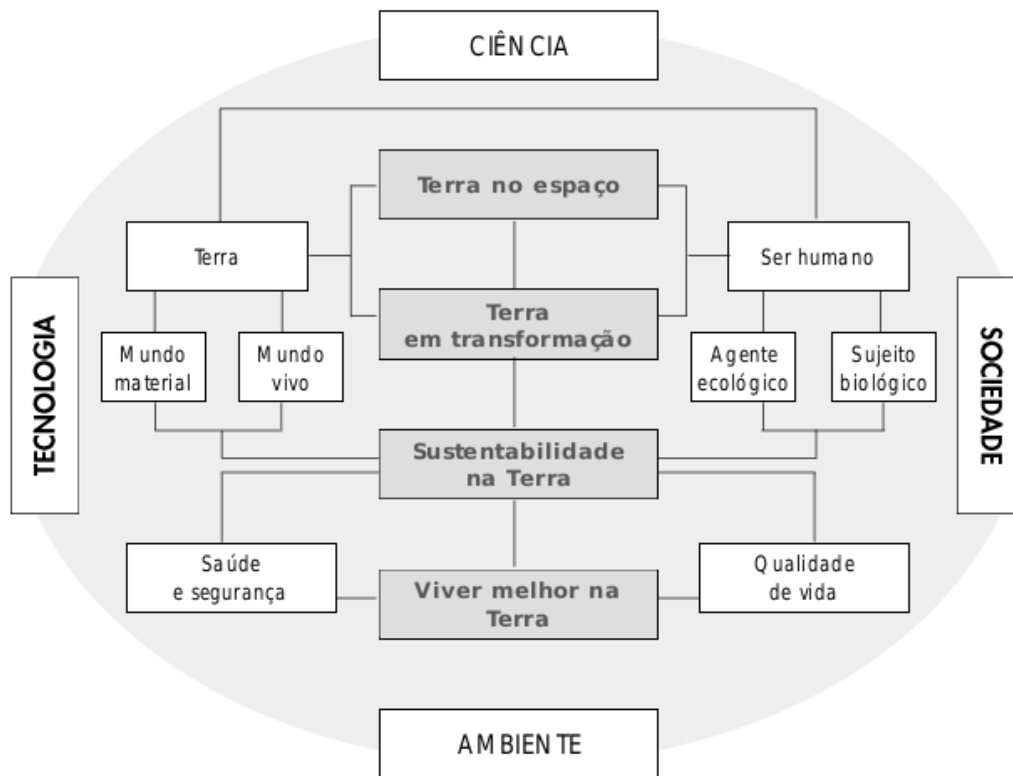 CIÊNCIA
Terra no espaço
Terra
Ser humano
TECNOLOGIA
SOCIEDADE
Terra
em transformação
Mundo
material
Mundo
vivo
Agente
ecológico
Sujeito
biológico
Sustentabilidade
na Terra
Saúde
e segurança
Qualidade
de vida
Viver melhor na
Terra
AMBIENTE